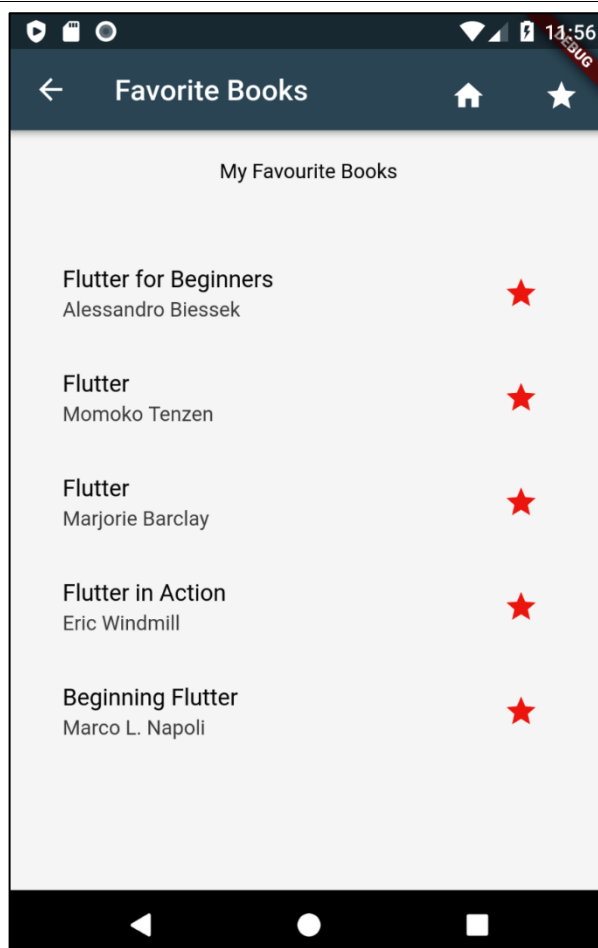 11:56
DEBUG
Favorite Books
My Favourite Books
Flutter for Beginners
Alessandro Biessek
Flutter
Momoko Tenzen
Flutter
Marjorie Barclay
Flutter in Action
Eric Windmill
Beginning Flutter
Marco L. Napoli